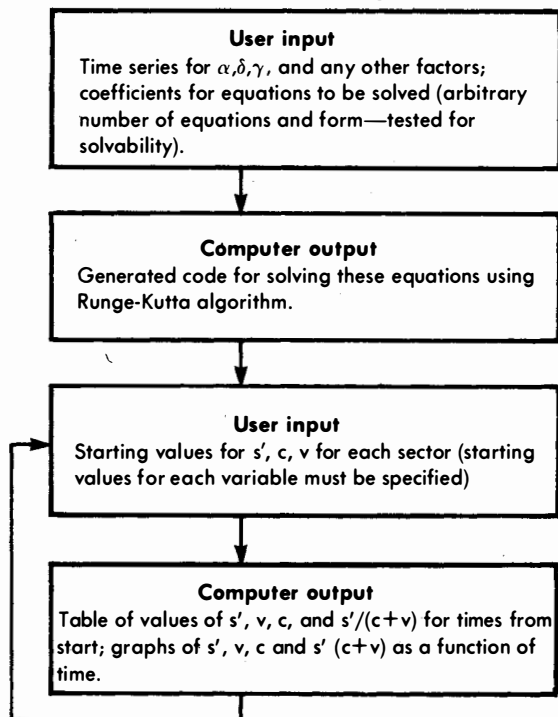 User input
Time series for α,δ,γ, and any other factors;
coefficients for equations to be solved (arbitrary
number of equations and form—tested for
solvability).
Computer output
Generated code for solving these equations using
Runge-Kutta algorithm.
User input
Starting values for s′, c, v for each sector (starting
values for each variable must be specified)
Computer output
Table of values of s′, v, c, and s′/(c+v) for times from
start; graphs of s′, v, c and s′ (c+v) as a function of
time.